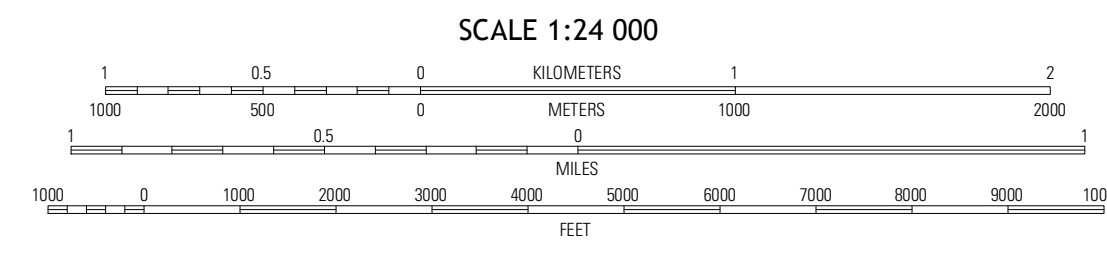 SCALE 1:24 000
1 0.5 0 KILOMETERS 1 2
1000 500 0 METERS 1000 2000
1 0.5 0 1
MILES
1000 0 1000 2000 3000 4000 5000 6000 7000 8000 9000 100
FEET